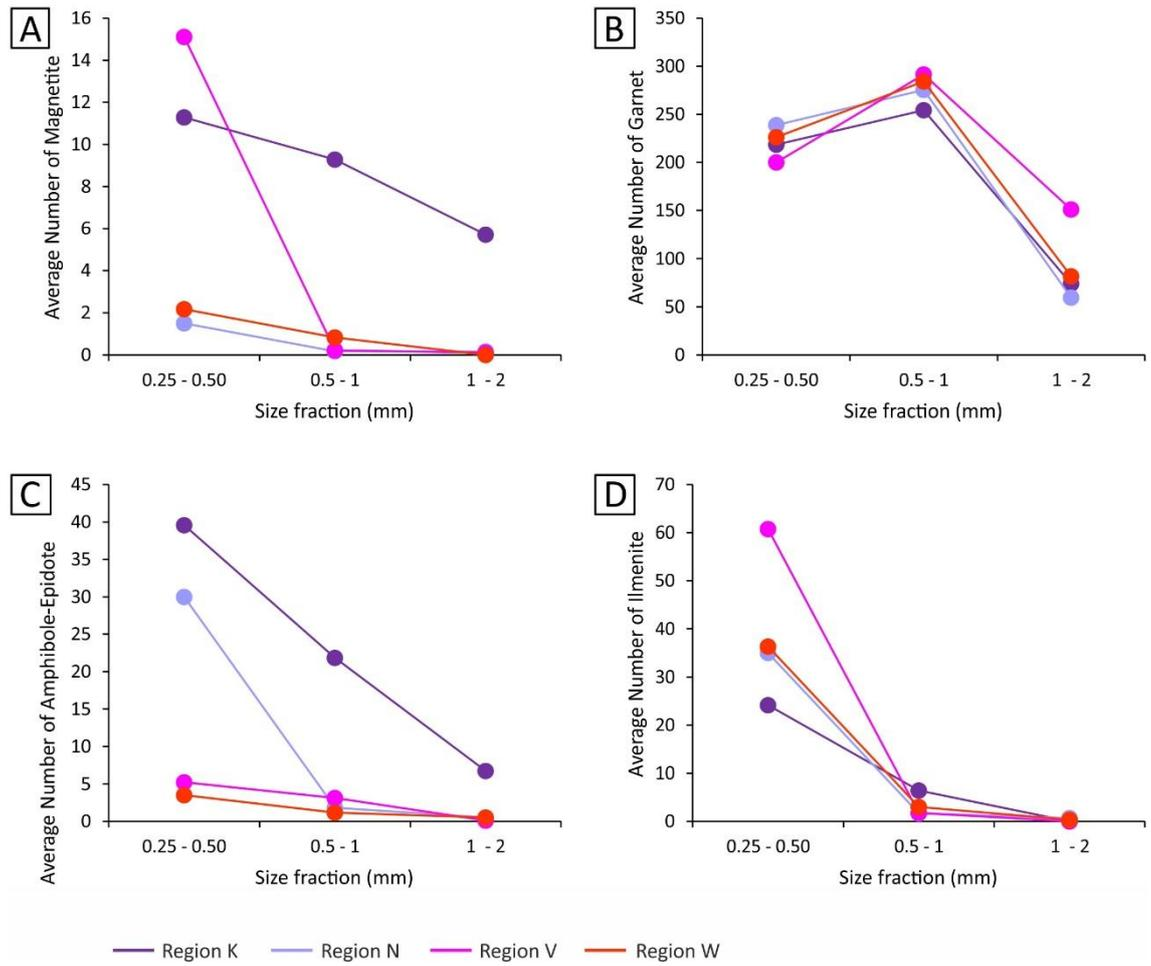 A
Average Number of Magnetite
16
14
12
10
8
6
4
2
0
0.25 - 0.50 0.5 - 1 1 - 2
Size fraction (mm)
B
Average Number of Garnet
350
300
250
200
150
100
50
0
0.25 - 0.50 0.5 - 1 1 - 2
Size fraction (mm)
C
Average Number of Amphibole-Epidote
45
40
35
30
25
20
15
10
5
0
0.25 - 0.50 0.5 - 1 1 - 2
Size fraction (mm)
D
Average Number of Ilmenite
70
60
50
40
30
20
10
0
0.25 - 0.50 0.5 - 1 1 - 2
Size fraction (mm)
Region K Region N Region V Region W